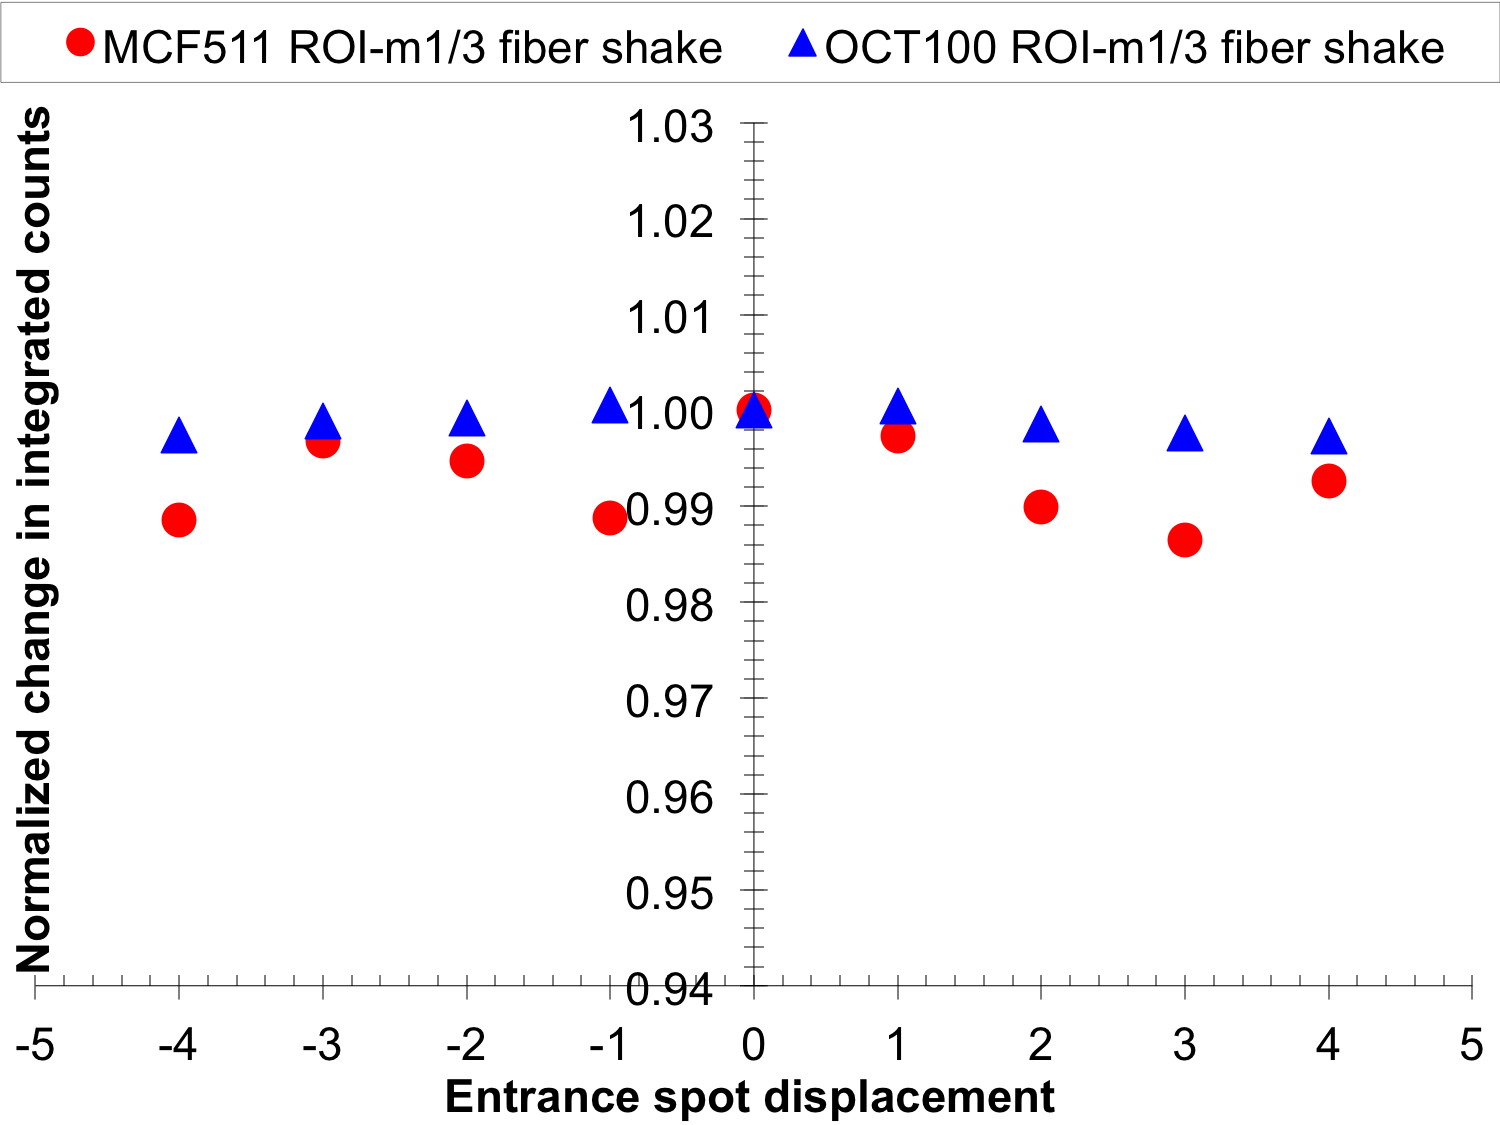 MCF511 ROI-m1/3 fiber shake OCT100 ROI-m1/3 fiber shake
Normalized change in integrated counts
1.03
1.02
1.01
1.00
0.99
0.98
0.97
0.96
0.95
0.94
-5 -4 -3 -2 -1 0 1 2 3 4 5
Entrance spot displacement